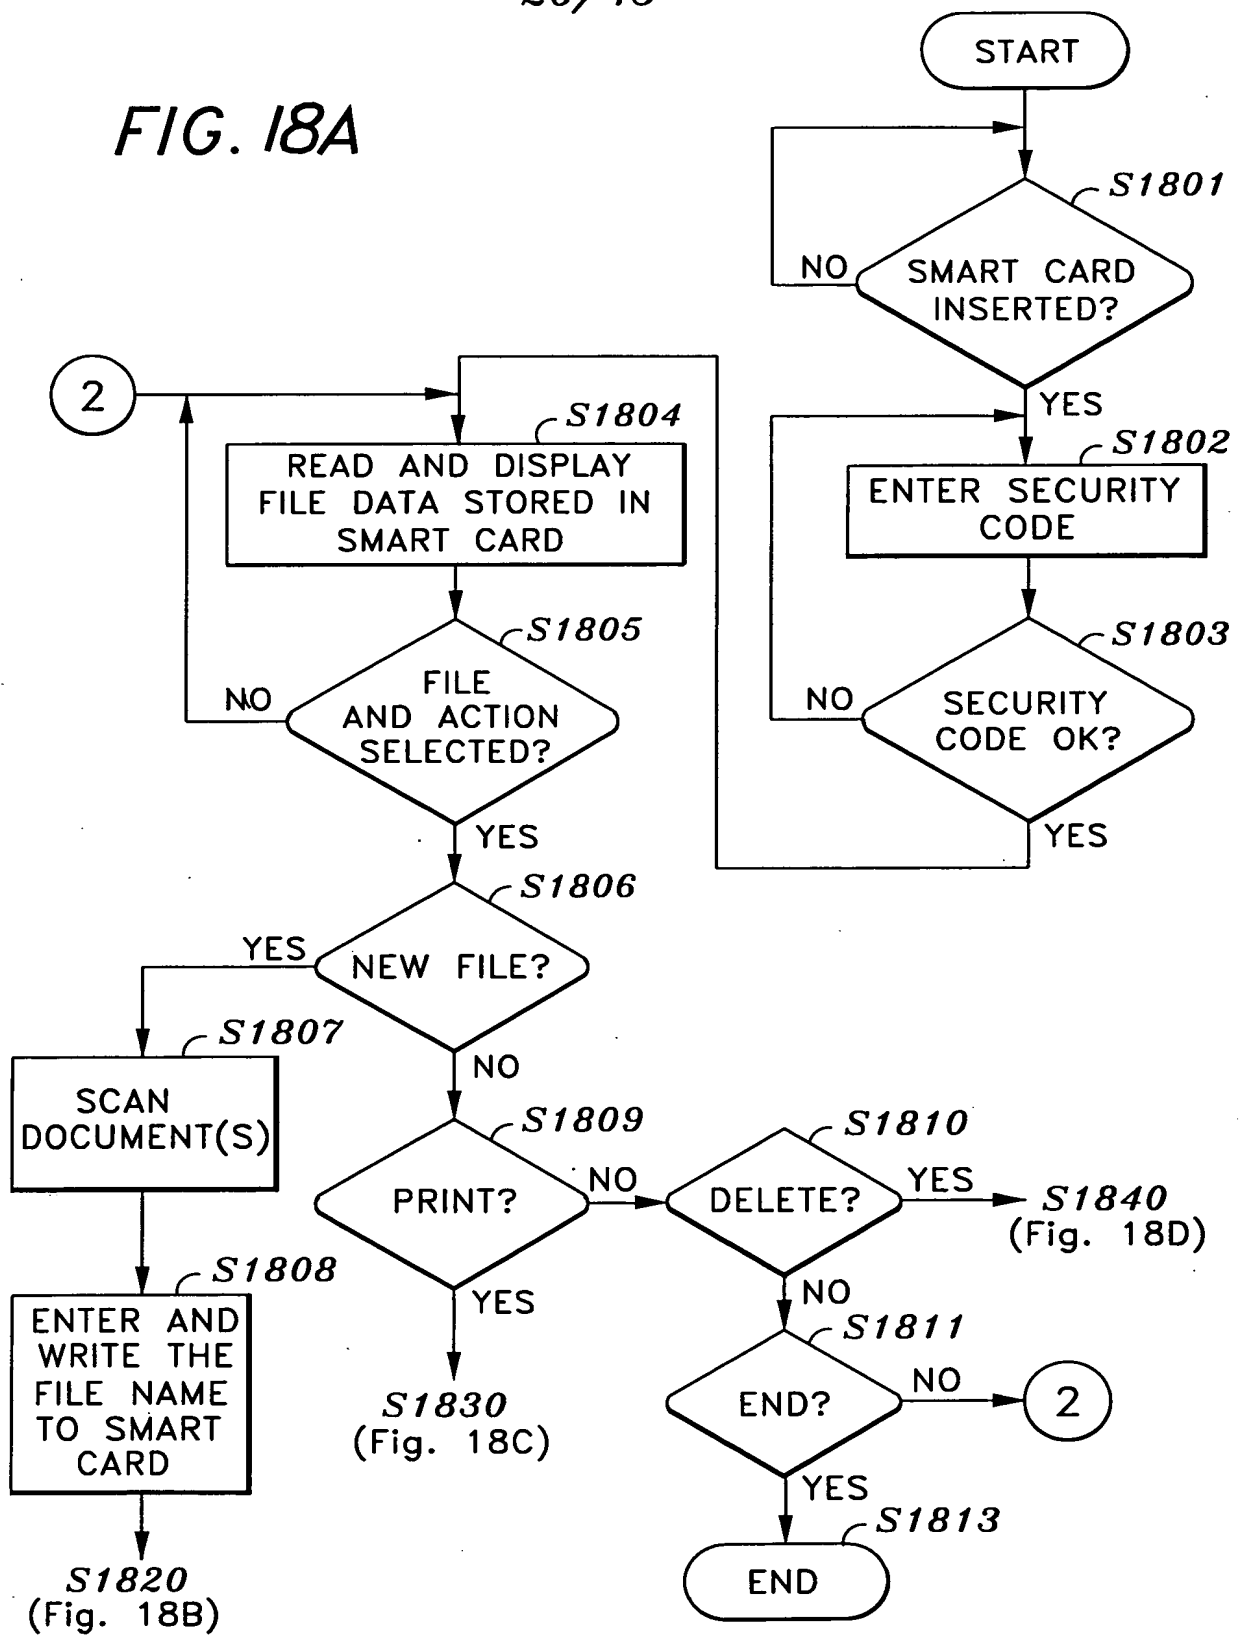 FIG. 18A
START
S1801
SMART CARD
INSERTED?
NO
YES
S1802
ENTER SECURITY
CODE
S1803
SECURITY
CODE OK?
NO
YES
2
S1804
READ AND DISPLAY
FILE DATA STORED IN
SMART CARD
S1805
FILE
AND ACTION
SELECTED?
NO
YES
S1806
NEW FILE?
YES
NO
S1807
SCAN
DOCUMENT(S)
S1808
ENTER AND
WRITE THE
FILE NAME
TO SMART
CARD
S1820
(Fig. 18B)
S1809
PRINT?
NO
YES
S1830
(Fig. 18C)
S1810
DELETE?
YES
S1840
(Fig. 18D)
NO
S1811
END?
NO
2
YES
S1813
END